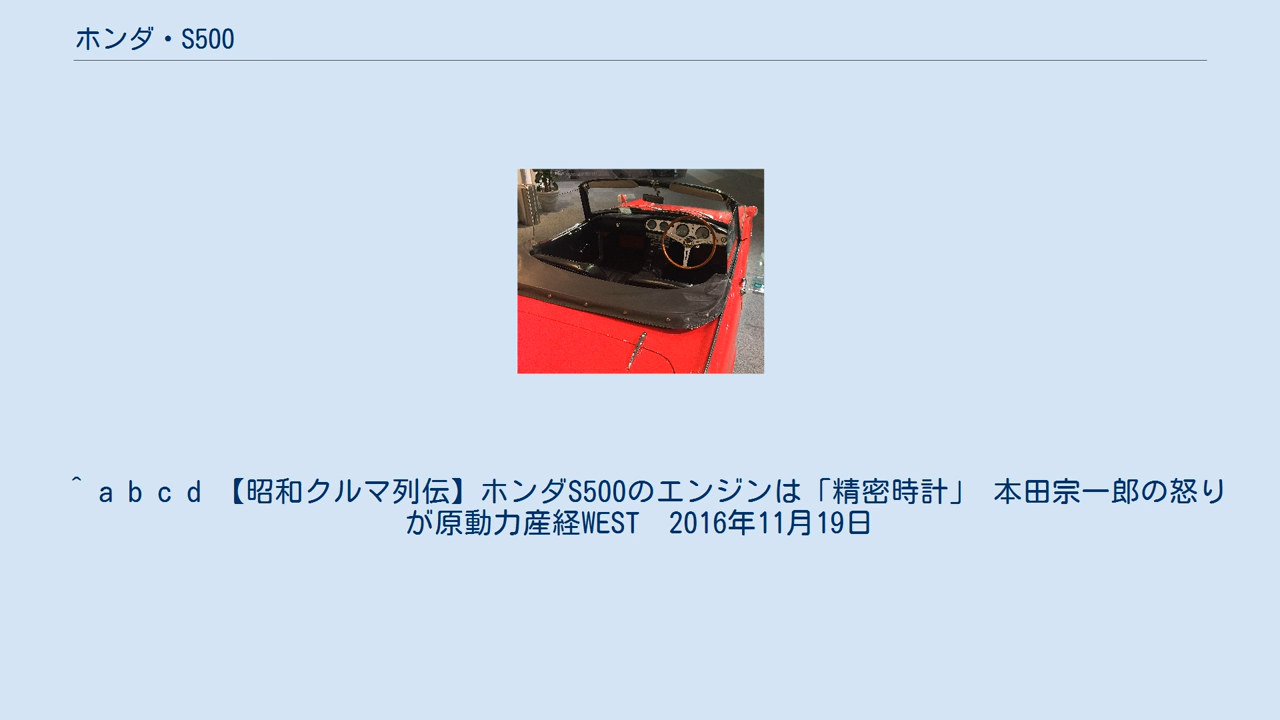 ホンダ・S500
^ a b c d 【昭和クルマ列伝】ホンダS500のエンジンは「精密時計」 本田宗一郎の怒り
が原動力産経WEST　2016年11月19日